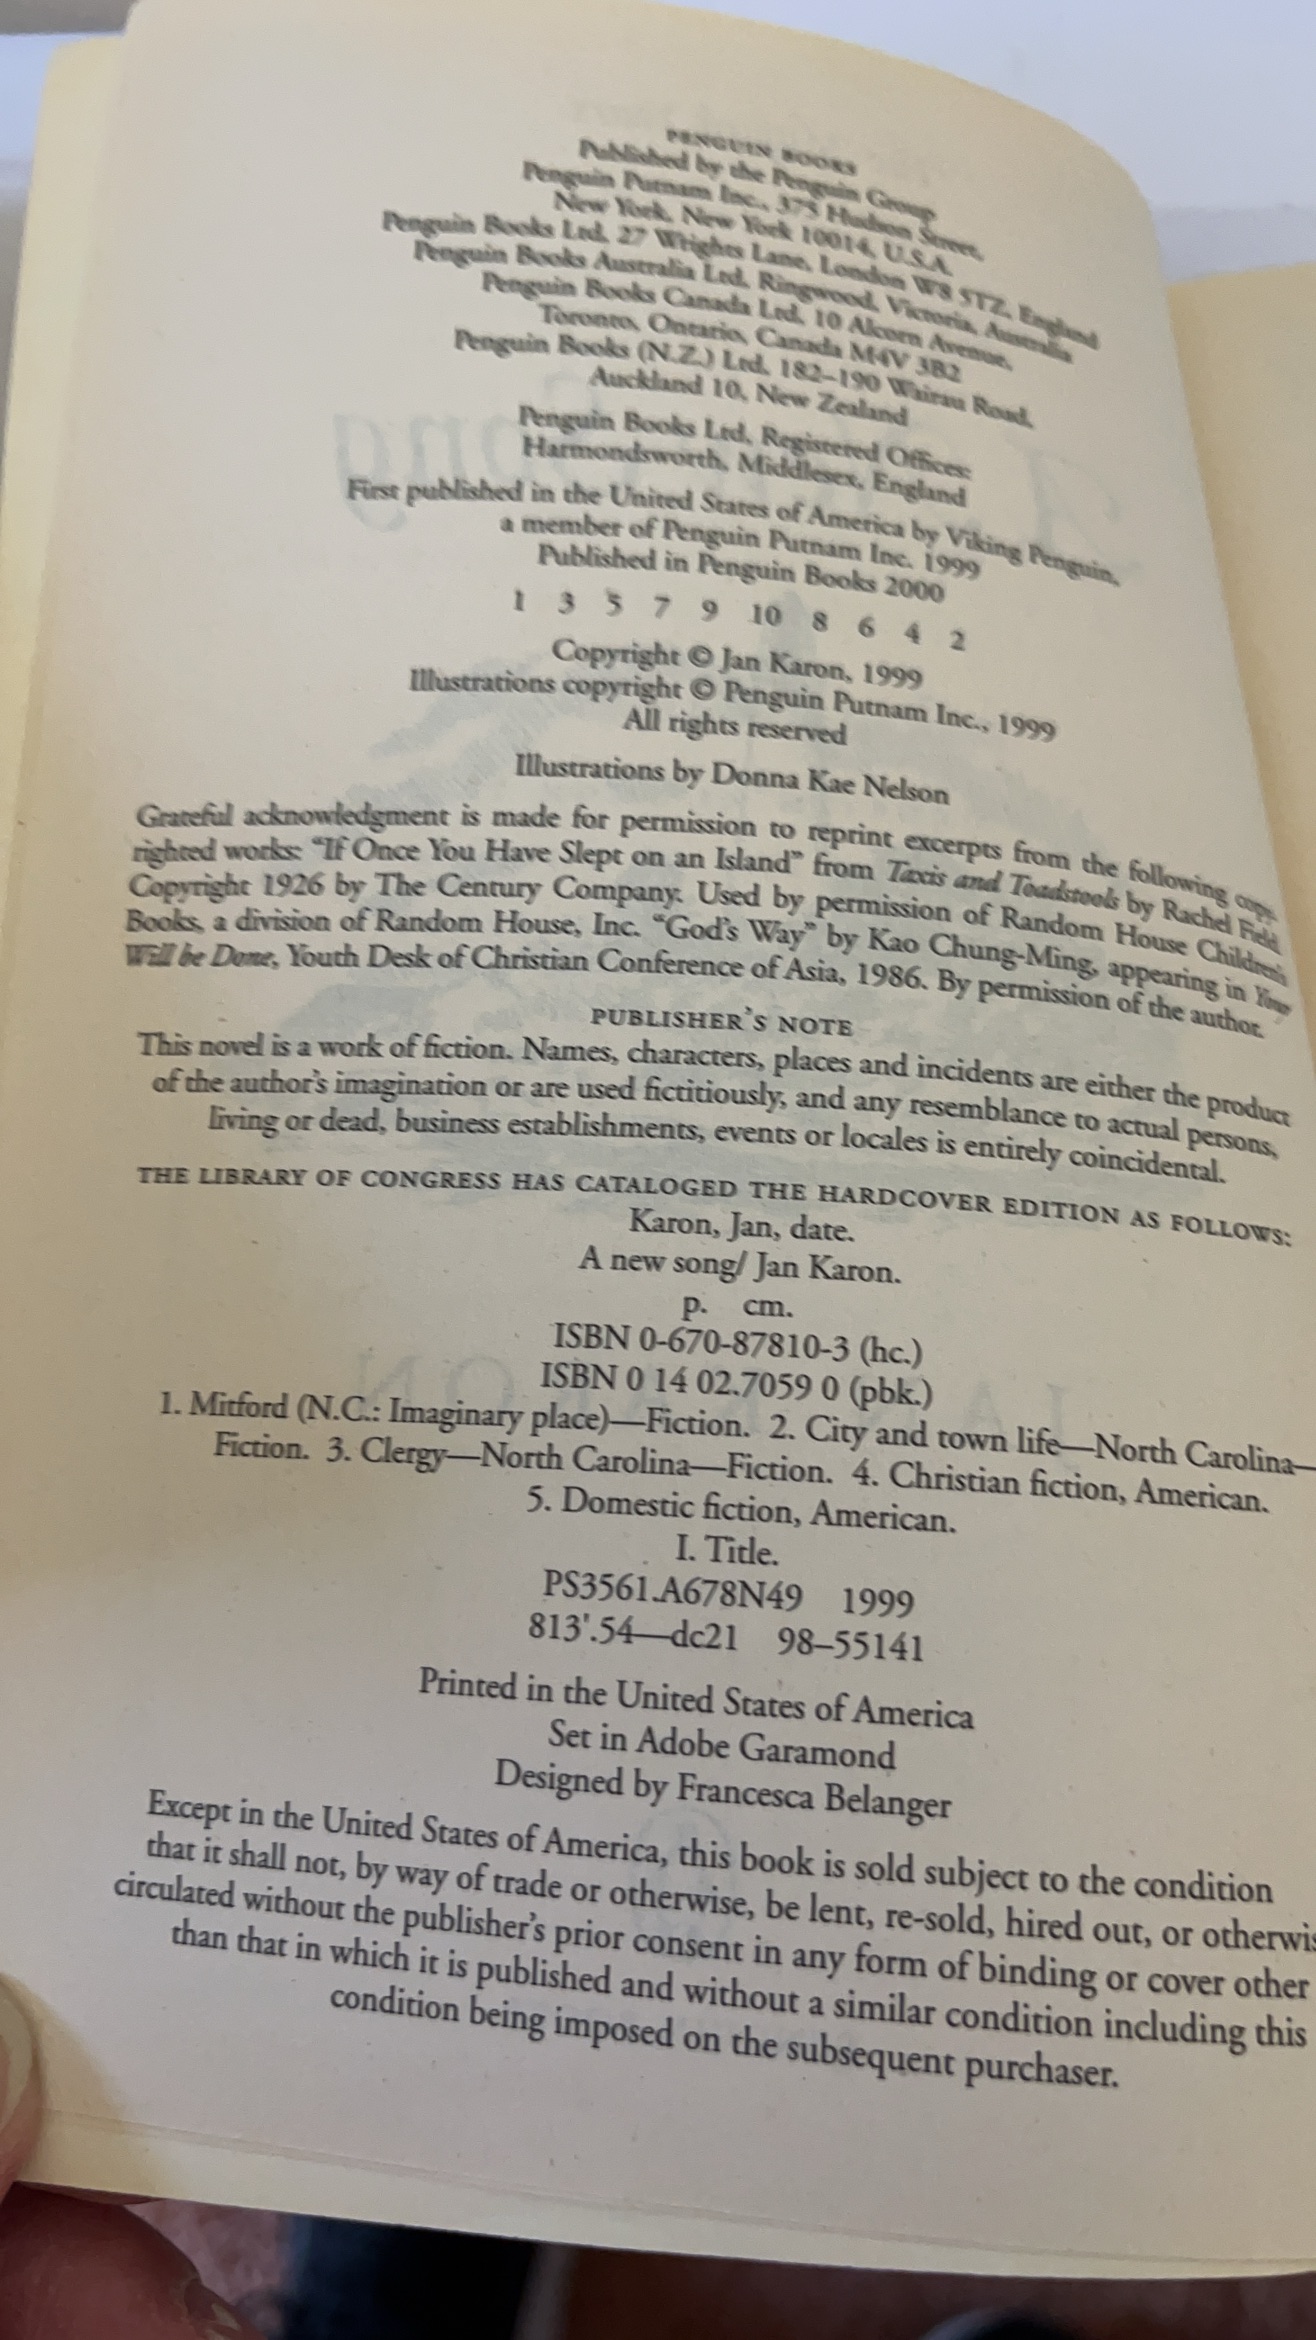 PENGUIN BOOKS
Published by the Penguin Group
Penguin Putnam Inc., 375 Hudson Street,
New York, New York 10014, U.S.A.
Penguin Books Ltd, 27 Wrights Lane, London W8 5TZ, England
Penguin Books Australia Ltd, Ringwood, Victoria, Australia
Penguin Books Canada Ltd, 10 Alcorn Avenue,
Toronto, Ontario, Canada M4V 3B2
Penguin Books (N.Z.) Ltd, 182–190 Wairau Road,
Auckland 10, New Zealand
Penguin Books Ltd, Registered Offices:
Harmondsworth, Middlesex, England
First published in the United States of America by Viking Penguin,
a member of Penguin Putnam Inc. 1999
Published in Penguin Books 2000
1 3 5 7 9 10 8 6 4 2
Copyright © Jan Karon, 1999
Illustrations copyright © Penguin Putnam Inc., 1999
All rights reserved
Illustrations by Donna Kae Nelson
Grateful acknowledgment is made for permission to reprint excerpts from the following copy-
righted works: “If Once You Have Slept on an Island” from Taxis and Toadstools by Rachel Field.
Copyright 1926 by The Century Company. Used by permission of Random House Children's
Books, a division of Random House, Inc. “God's Way” by Kao Chung-Ming, appearing in Your
Will be Done, Youth Desk of Christian Conference of Asia, 1986. By permission of the author.
PUBLISHER'S NOTE
This novel is a work of fiction. Names, characters, places and incidents are either the product
of the author's imagination or are used fictitiously, and any resemblance to actual persons,
living or dead, business establishments, events or locales is entirely coincidental.
THE LIBRARY OF CONGRESS HAS CATALOGED THE HARDCOVER EDITION AS FOLLOWS:
Karon, Jan, date.
A new song/ Jan Karon.
p. cm.
ISBN 0-670-87810-3 (hc.)
ISBN 0 14 02.7059 0 (pbk.)
1. Mitford (N.C.: Imaginary place)—Fiction. 2. City and town life—North Carolina—
Fiction. 3. Clergy—North Carolina—Fiction. 4. Christian fiction, American.
5. Domestic fiction, American.
I. Title.
PS3561.A678N49 1999
813'.54—dc21 98–55141
Printed in the United States of America
Set in Adobe Garamond
Designed by Francesca Belanger
Except in the United States of America, this book is sold subject to the condition
that it shall not, by way of trade or otherwise, be lent, re-sold, hired out, or otherwis
circulated without the publisher's prior consent in any form of binding or cover other
than that in which it is published and without a similar condition including this
condition being imposed on the subsequent purchaser.